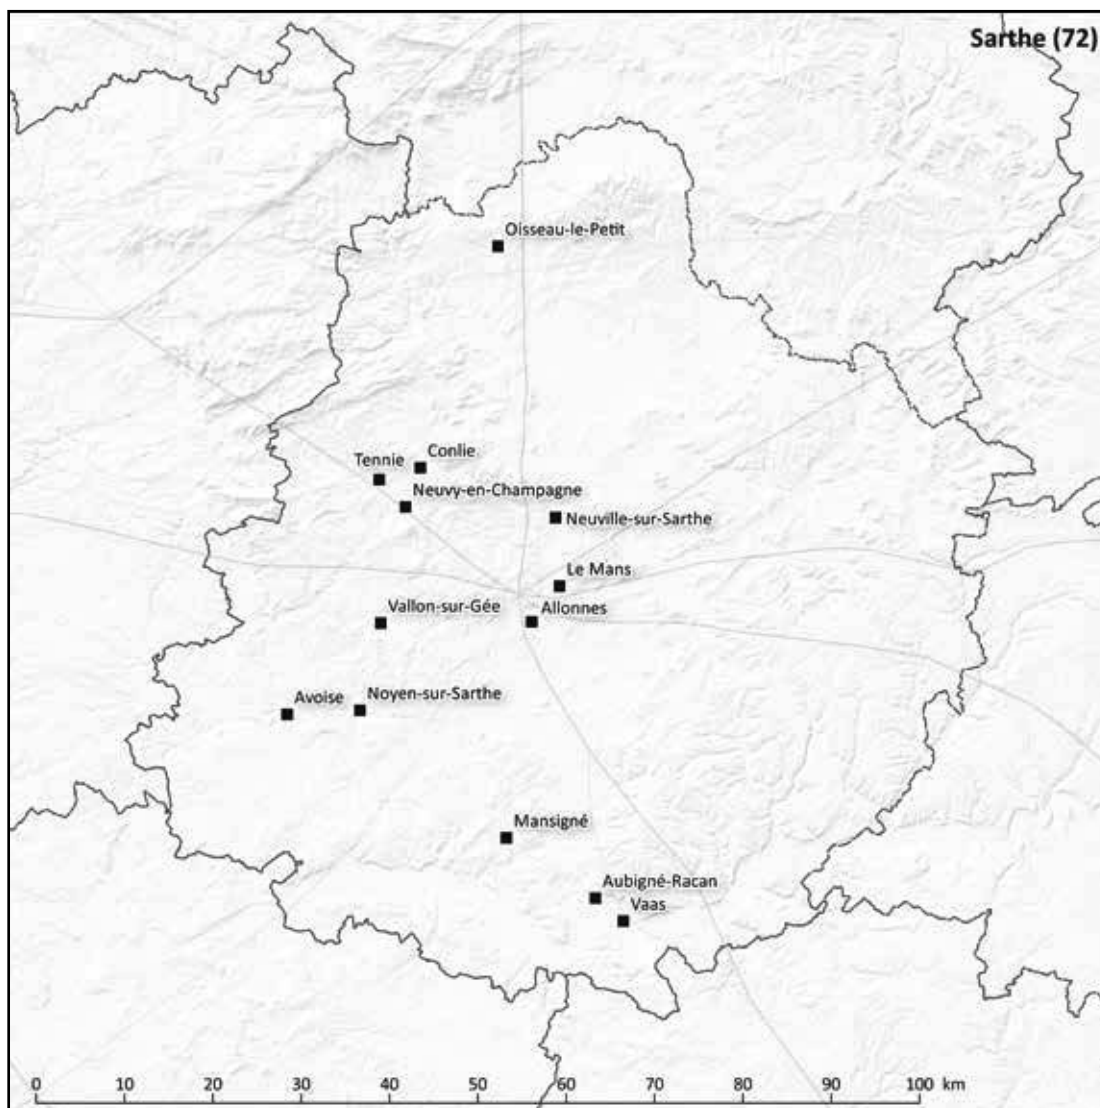 Sarthe (72)
Oisseau-le-Petit
Conlie
Tennie
Neuvy-en-Champagne
Neuville-sur-Sarthe
Le Mans
Vallon-sur-Gée
Allonnes
Avoise
Noyen-sur-Sarthe
Mansigné
Aubigné-Racan
Vaas
0 10 20 30 40 50 60 70 80 90 100 km